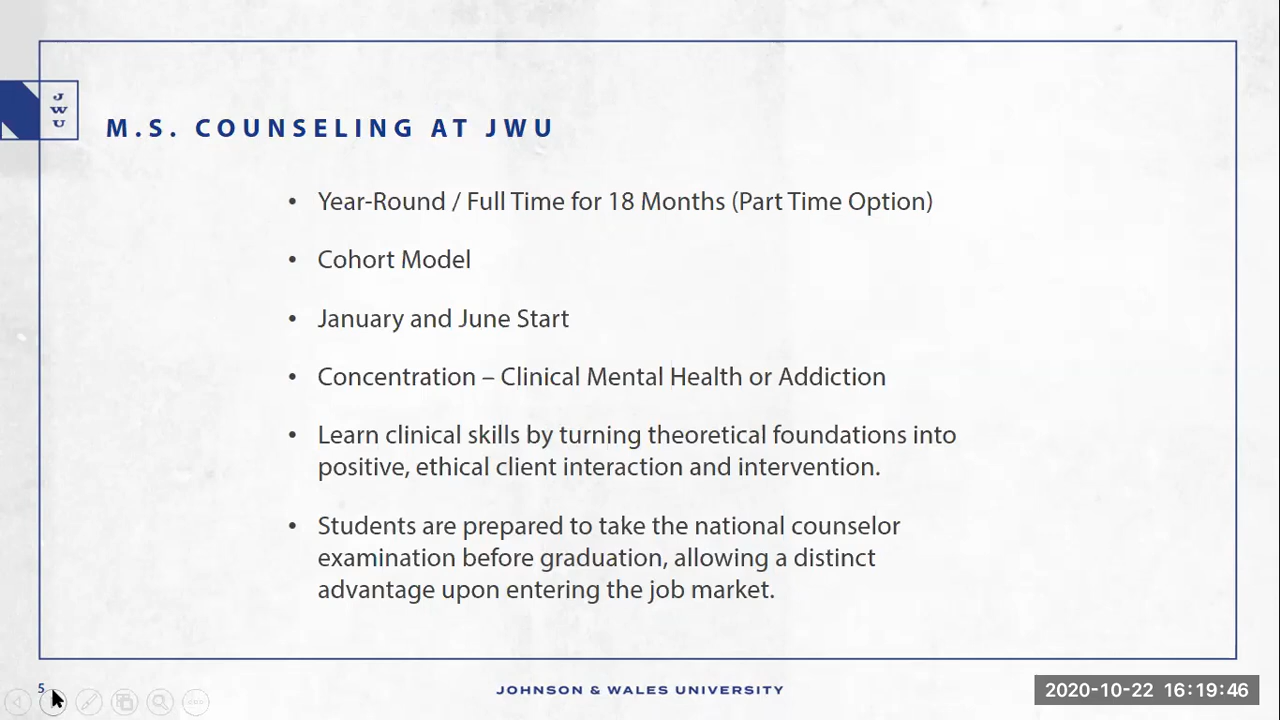 J
W
U
M.S. COUNSELING AT JWU
• Year-Round / Full Time for 18 Months (Part Time Option)
• Cohort Model
• January and June Start
• Concentration – Clinical Mental Health or Addiction
• Learn clinical skills by turning theoretical foundations into
positive, ethical client interaction and intervention.
• Students are prepared to take the national counselor
examination before graduation, allowing a distinct
advantage upon entering the job market.
5
JOHNSON & WALES UNIVERSITY
2020-10-22 16:19:46